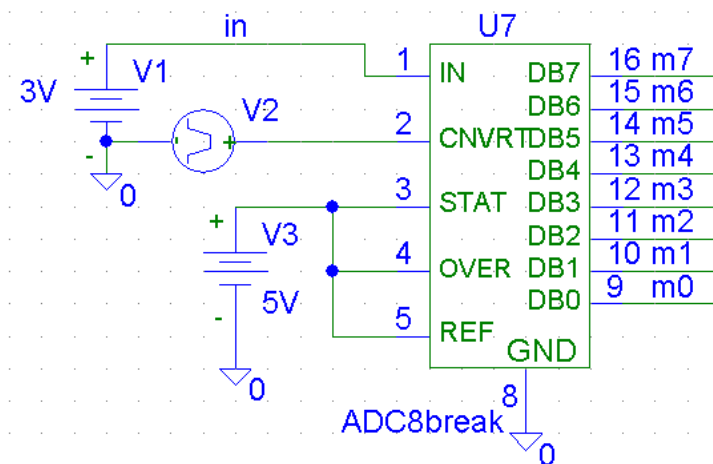 in U7
+ 1 IN DB7 16 m7
3V V1 DB6 15 m6
V2 2 CNVRT DB5 14 m5
- - + DB4 13 m4
0 3 STAT DB3 12 m3
+ V3 DB2 11 m2
4 OVER DB1 10 m1
5V DB0 9 m0
- 5 REF
GND
0 8
ADC8break
0